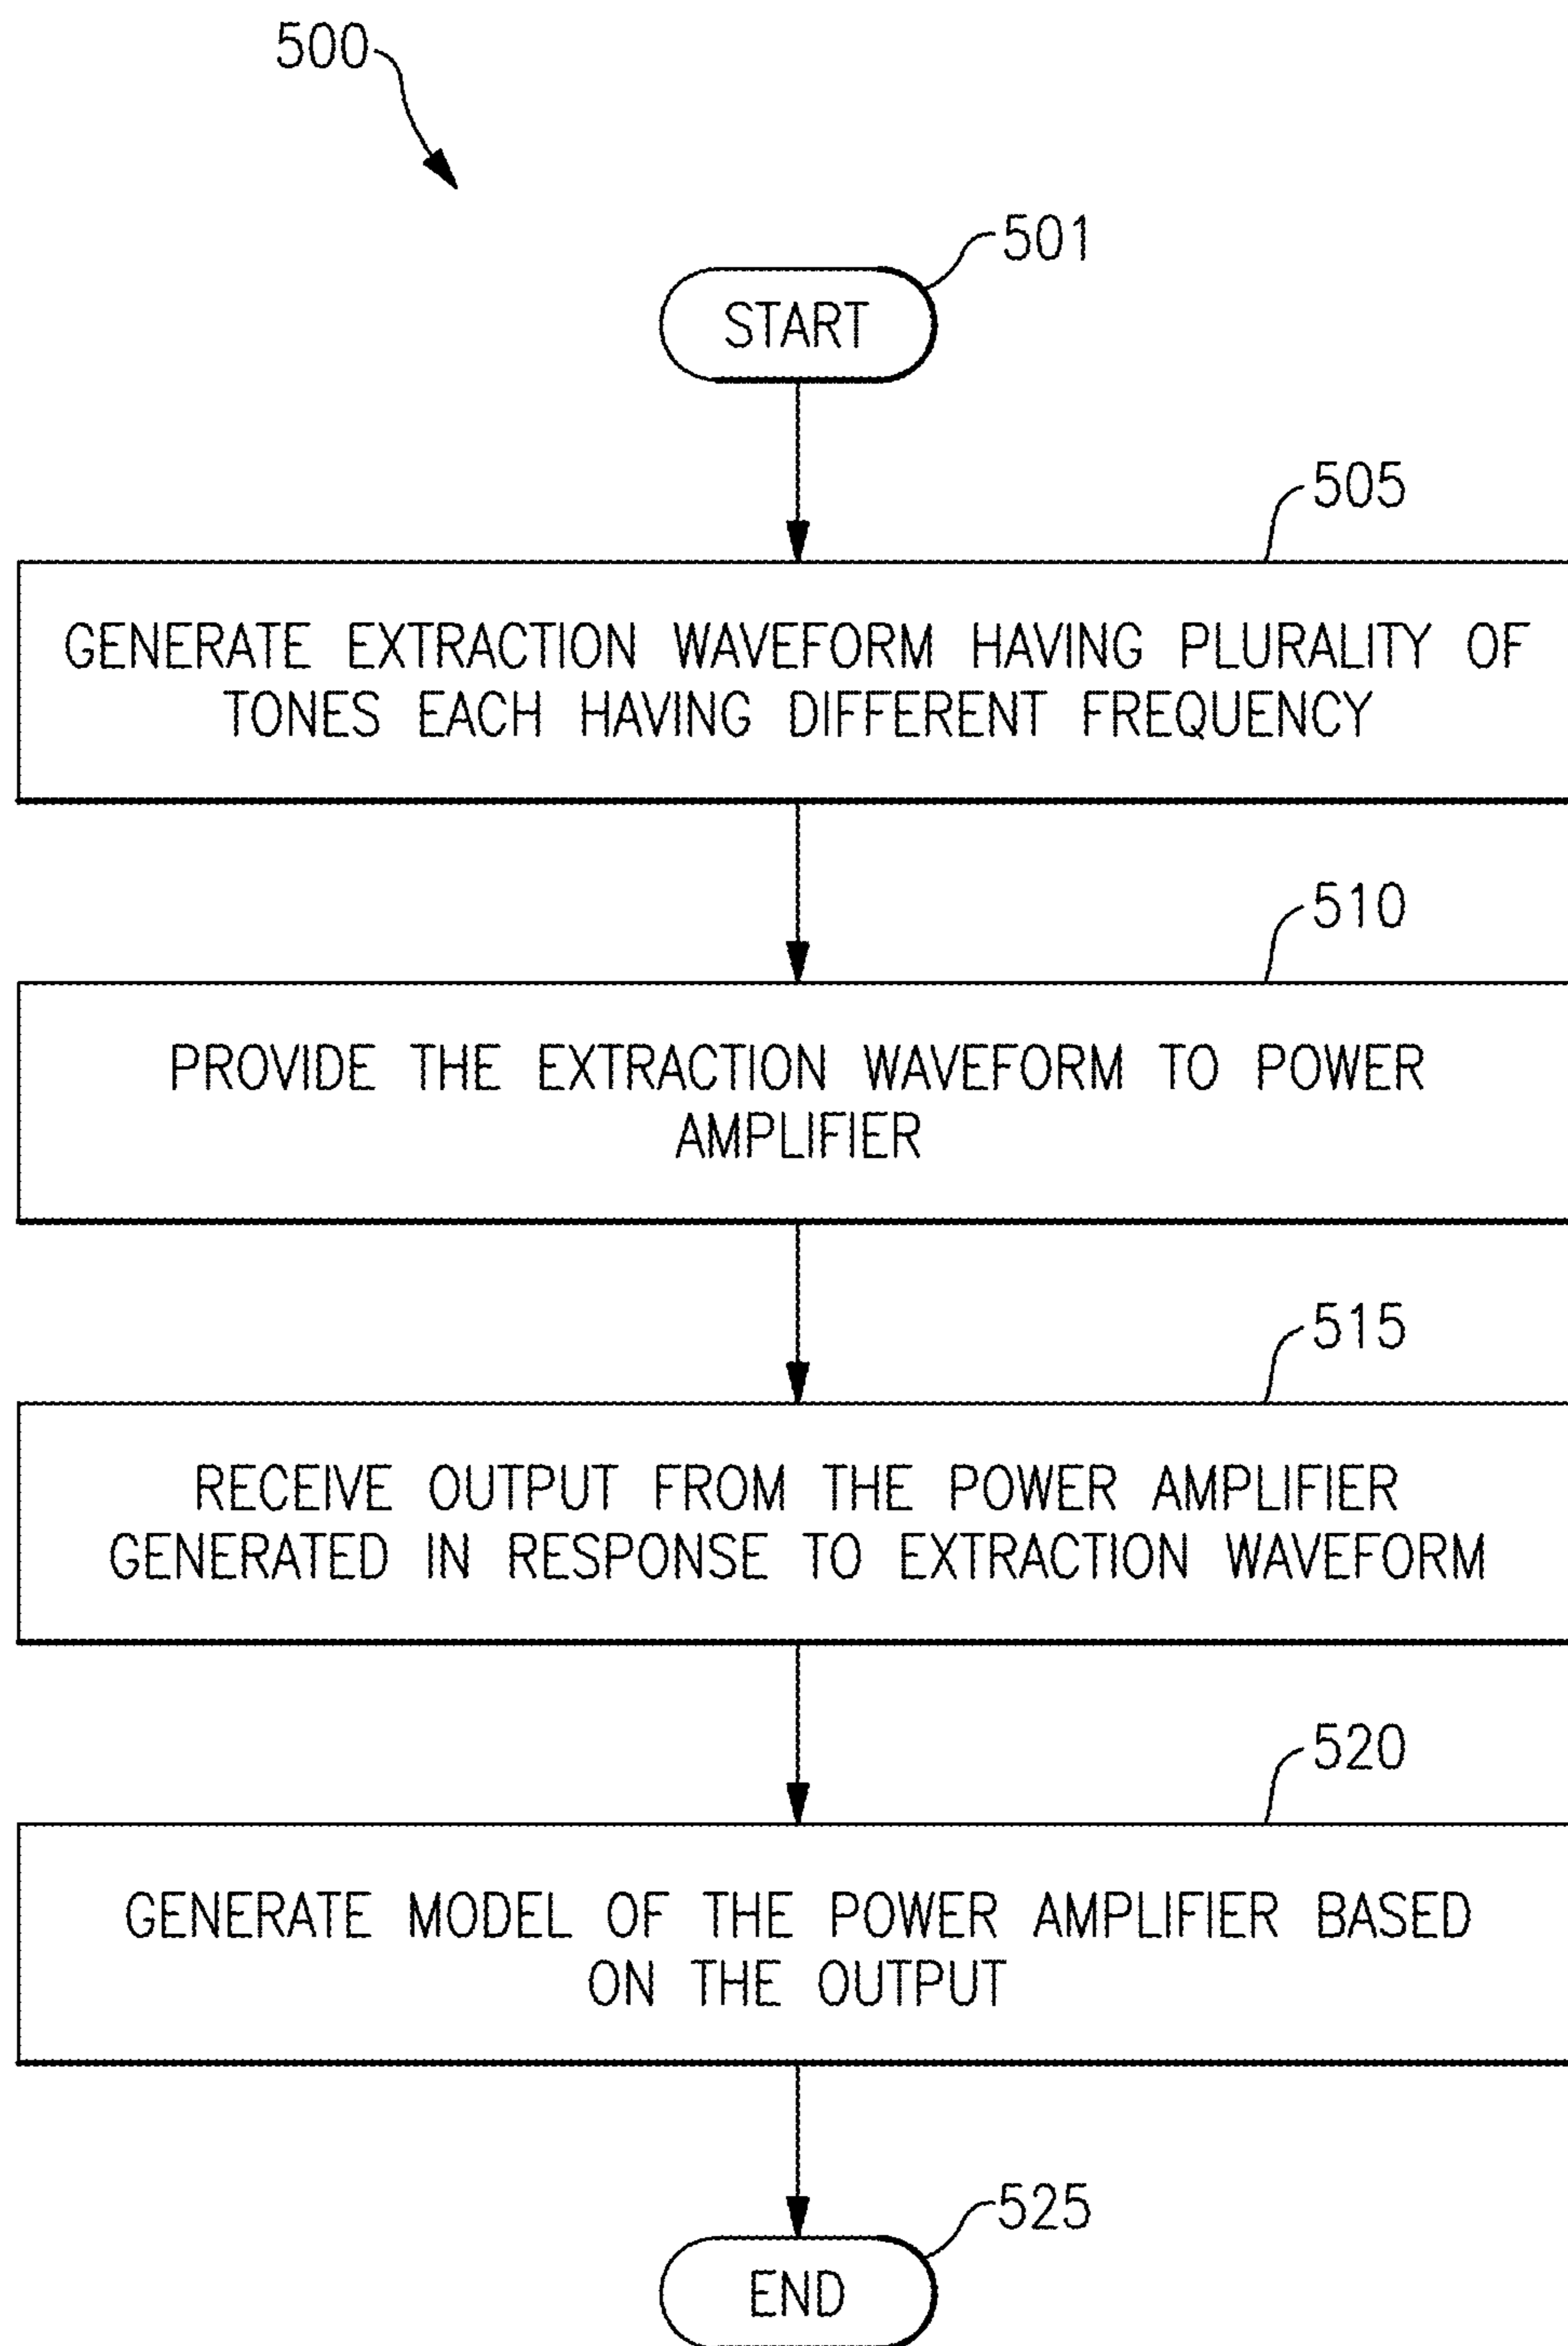 500
501
START
505
GENERATE EXTRACTION WAVEFORM HAVING PLURALITY OF
TONES EACH HAVING DIFFERENT FREQUENCY
510
PROVIDE THE EXTRACTION WAVEFORM TO POWER
AMPLIFIER
515
RECEIVE OUTPUT FROM THE POWER AMPLIFIER
GENERATED IN RESPONSE TO EXTRACTION WAVEFORM
520
GENERATE MODEL OF THE POWER AMPLIFIER BASED
ON THE OUTPUT
525
END